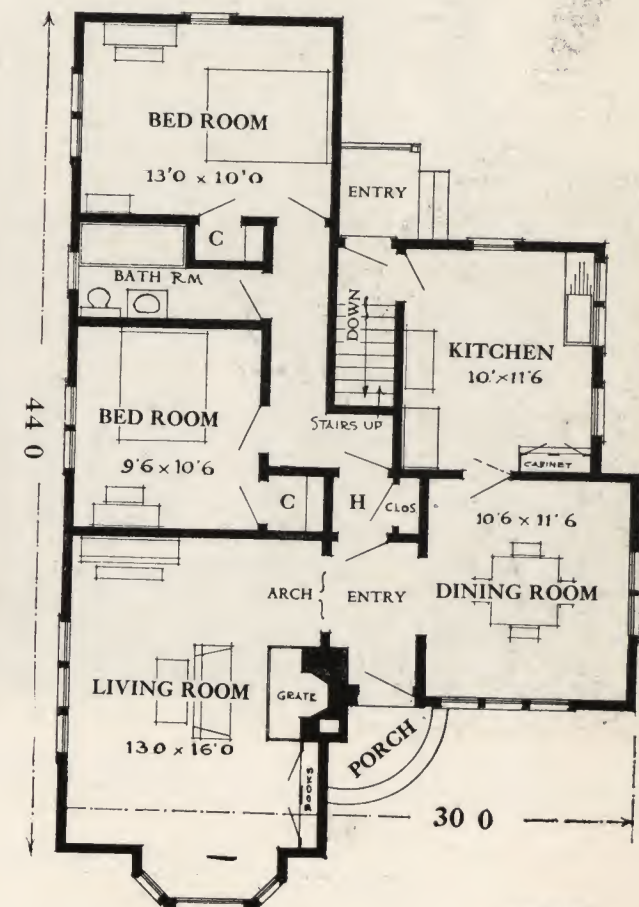 BED ROOM
13'0 x 10'0
ENTRY
C
BATH RM
DOWN
KITCHEN
10' x 11'6
44 0
BED ROOM
9'6 x 10'6
STAIRS UP
CABINET
C
H
CLOS
10'6 x 11'6
DINING ROOM
ARCH
ENTRY
LIVING ROOM
13.0 x 16'0
GRATE
PORCH
BOOKS
30 0